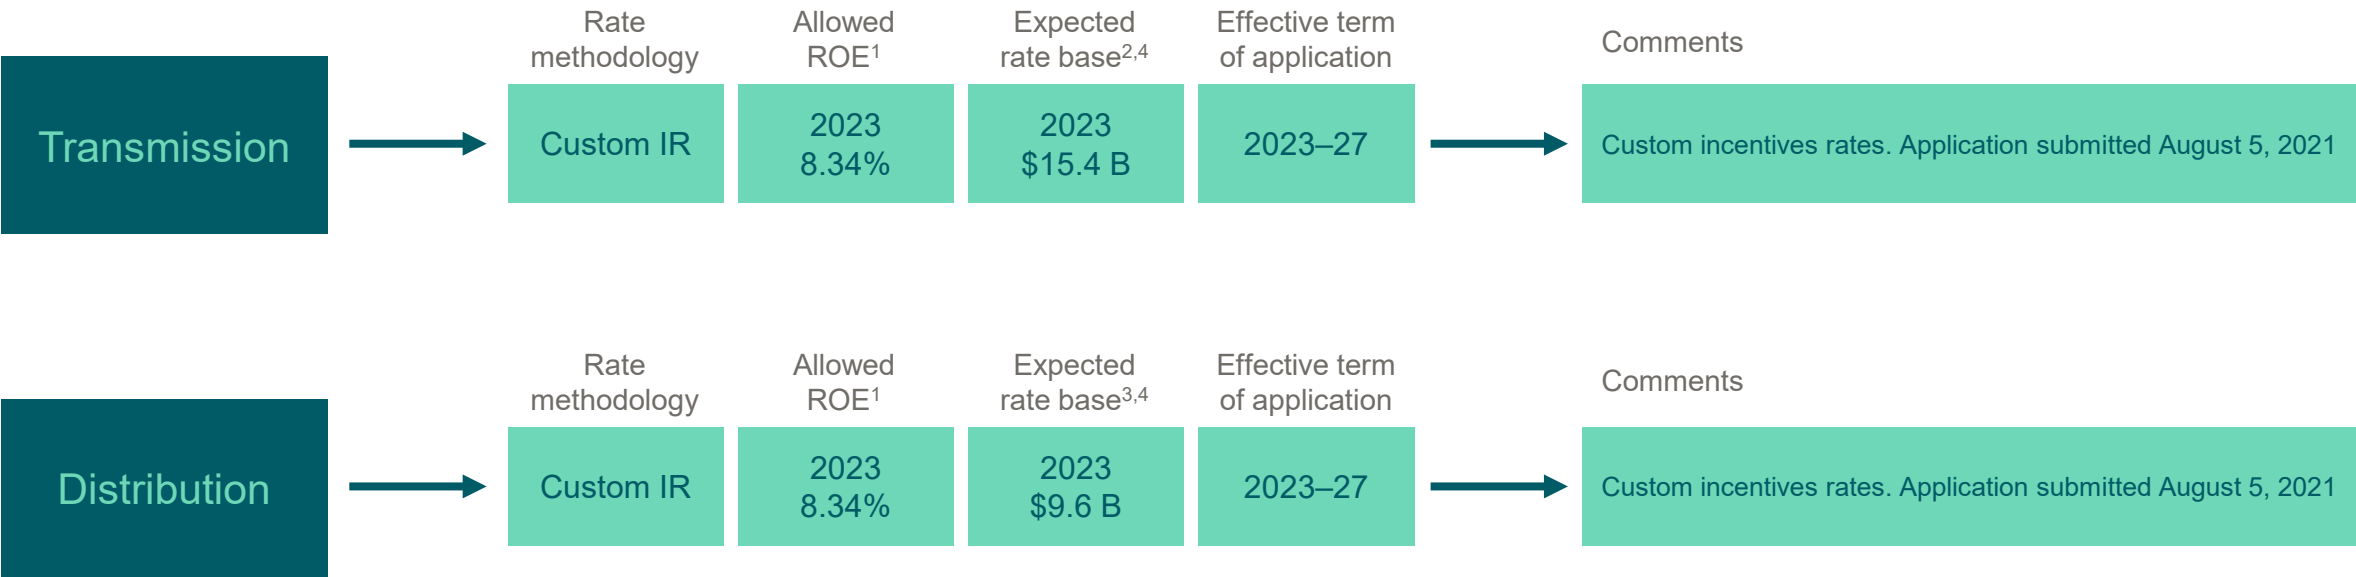 Transmission
Rate
methodology
Custom IR
Allowed
ROE1
2023
8.34%
Expected
rate base2,4
2023
$15.4 B
Effective term
of application
2023–27
Comments
Custom incentives rates. Application submitted August 5, 2021
Distribution
Rate
methodology
Custom IR
Allowed
ROE1
2023
8.34%
Expected
rate base3,4
2023
$9.6 B
Effective term
of application
2023–27
Comments
Custom incentives rates. Application submitted August 5, 2021